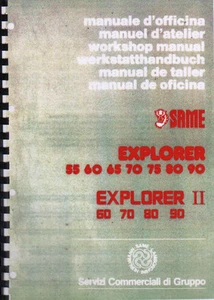 manuale d'officina
manuel d'atelier
workshop manual
werkstatthandbuch
manual de taller
manual de oficina
SAME
EXPLORER
55 60 65 70 75 80 90
EXPLORER II
60 70 80 90
SAME
Servizi Commerciali di Gruppo